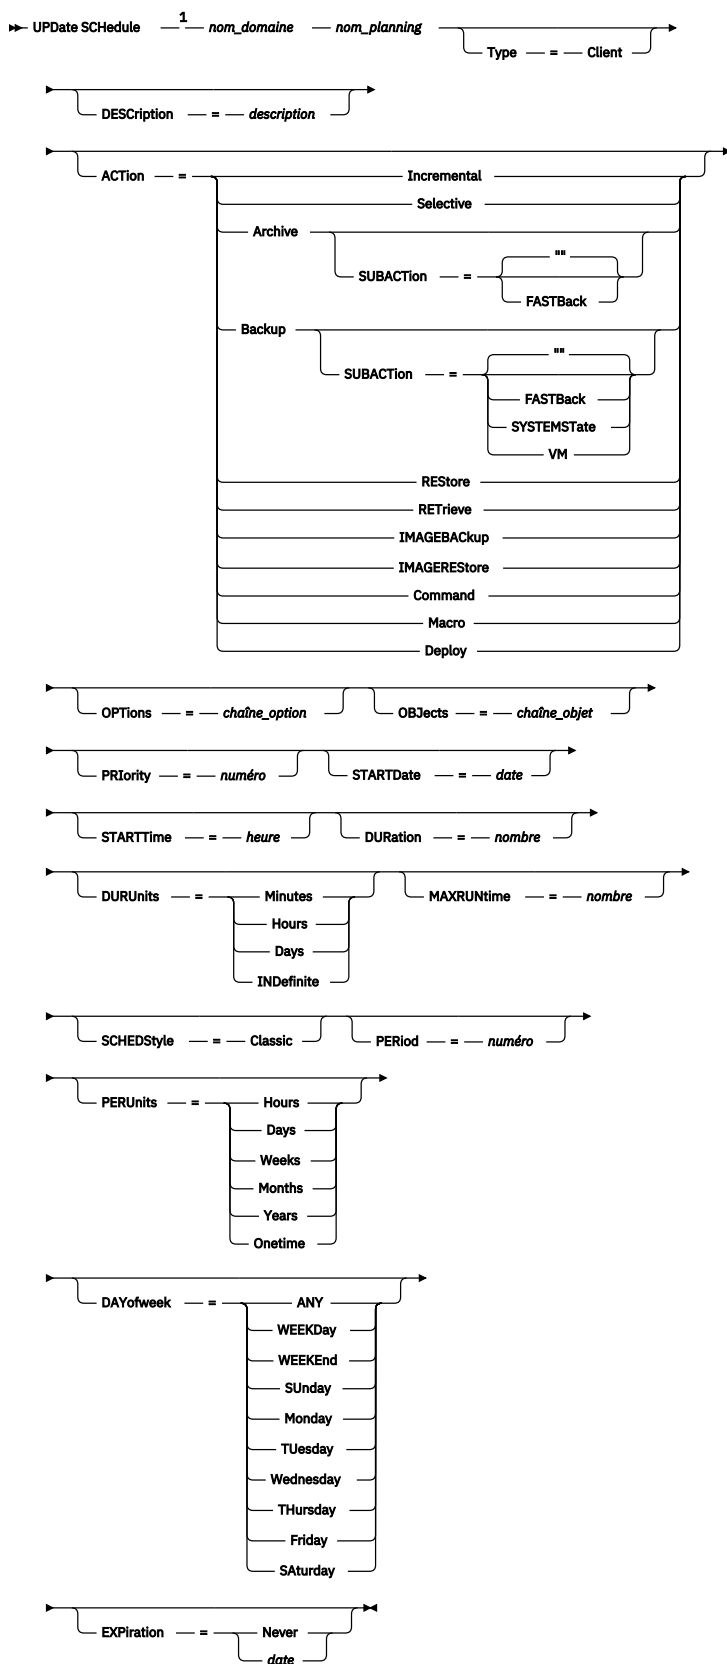 1
UPDate SCHedule nom_domaine nom_planning
Type = Client
DESCription = description
ACTion = Incremental
Selective
Archive
""
SUBACTion =
FASTBack
Backup
""
SUBACTion =
FASTBack
SYSTEMSTate
VM
REStore
RETrieve
IMAGEBACkup
IMAGEREStore
Command
Macro
Deploy
OPTions = chaîne_option OBJects = chaîne_objet
PRIority = numéro STARTDate = date
STARTTime = heure DURation = nombre
DURUnits = Minutes MAXRUNtime = nombre
Hours
Days
INDefinite
SCHEDStyle = Classic PERiod = numéro
PERUnits = Hours
Days
Weeks
Months
Years
Onetime
DAYofweek = ANY
WEEKDay
WEEKEnd
SUnday
Monday
TUesday
Wednesday
THursday
Friday
SAturday
EXPiration = Never
date